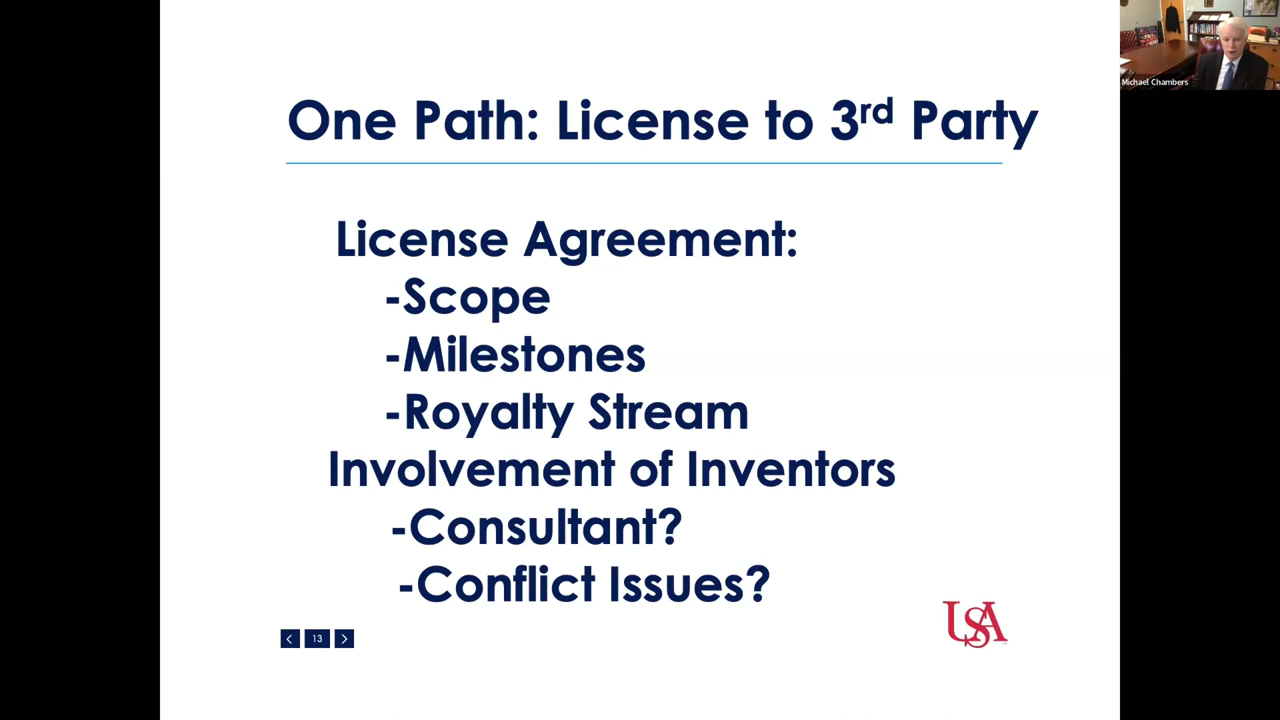 Michael Chambers
One Path: License to 3rd Party
License Agreement:
-Scope
-Milestones
-Royalty Stream
Involvement of Inventors
-Consultant?
-Conflict Issues?
13
USA